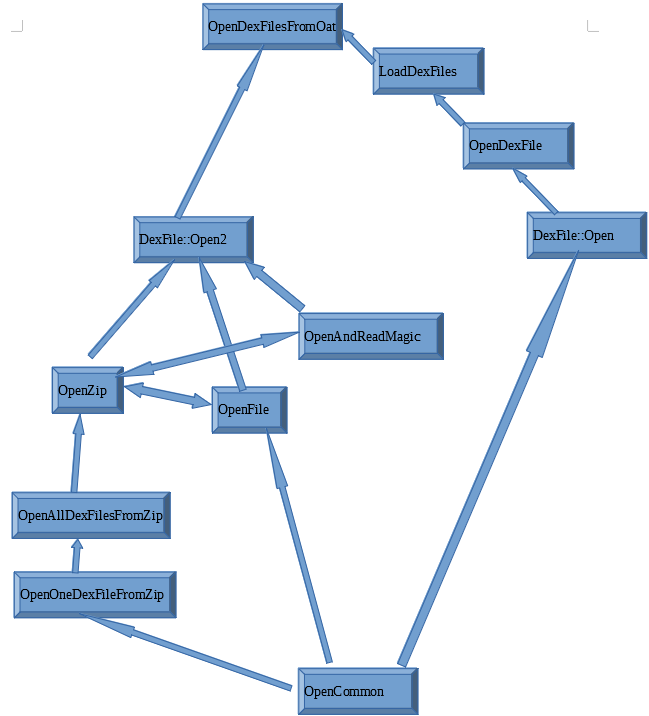 OpenDexFilesFromOat
LoadDexFiles
OpenDexFile
DexFile::Open2
DexFile::Open
OpenAndReadMagic
OpenZip
OpenFile
OpenAllDexFilesFromZip
OpenOneDexFileFromZip
OpenCommon